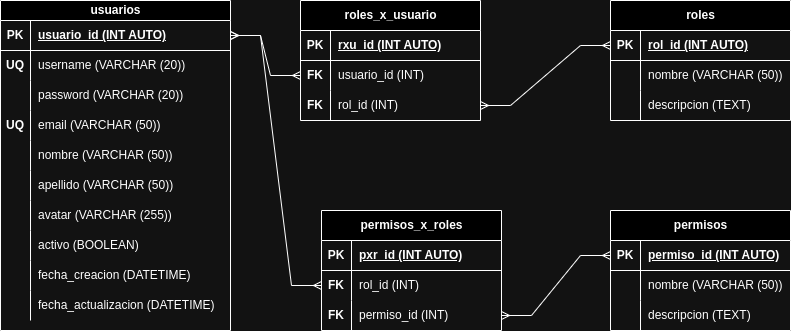 usuarios
PK usuario_id (INT AUTO)
UQ username (VARCHAR (20))
password (VARCHAR (20))
UQ email (VARCHAR (50))
nombre (VARCHAR (50))
apellido (VARCHAR (50))
avatar (VARCHAR (255))
activo (BOOLEAN)
fecha_creacion (DATETIME)
fecha_actualizacion (DATETIME)
roles_x_usuario
PK rxu_id (INT AUTO)
FK usuario_id (INT)
FK rol_id (INT)
roles
PK rol_id (INT AUTO)
nombre (VARCHAR (50))
descripcion (TEXT)
permisos_x_roles
PK pxr_id (INT AUTO)
FK rol_id (INT)
FK permiso_id (INT)
permisos
PK permiso_id (INT AUTO)
nombre (VARCHAR (50))
descripcion (TEXT)